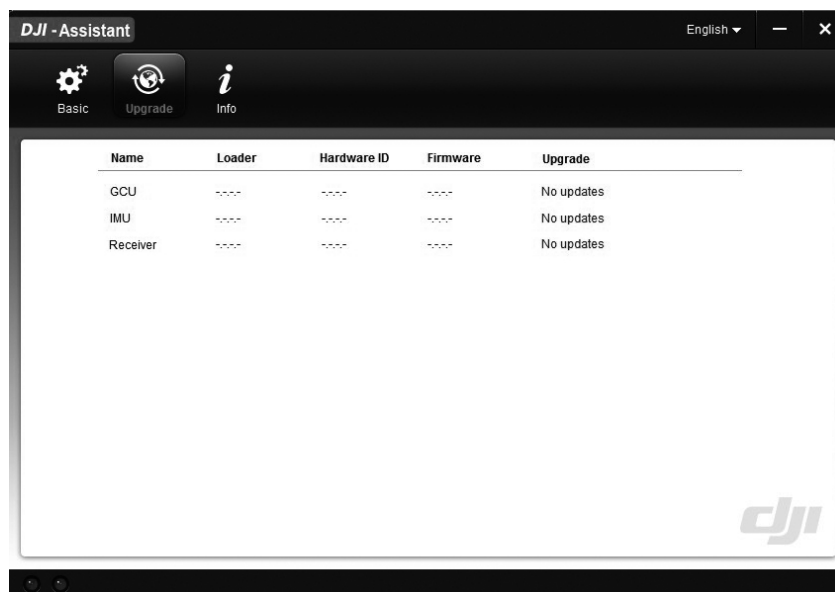 DJI - Assistant
English
Basic
Upgrade
Info
Name Loader Hardware ID Firmware Upgrade
GCU -.-.-.- -.-.-.- -.-.-.- No updates
IMU -.-.-.- -.-.-.- -.-.-.- No updates
Receiver -.-.-.- -.-.-.- -.-.-.- No updates
dji